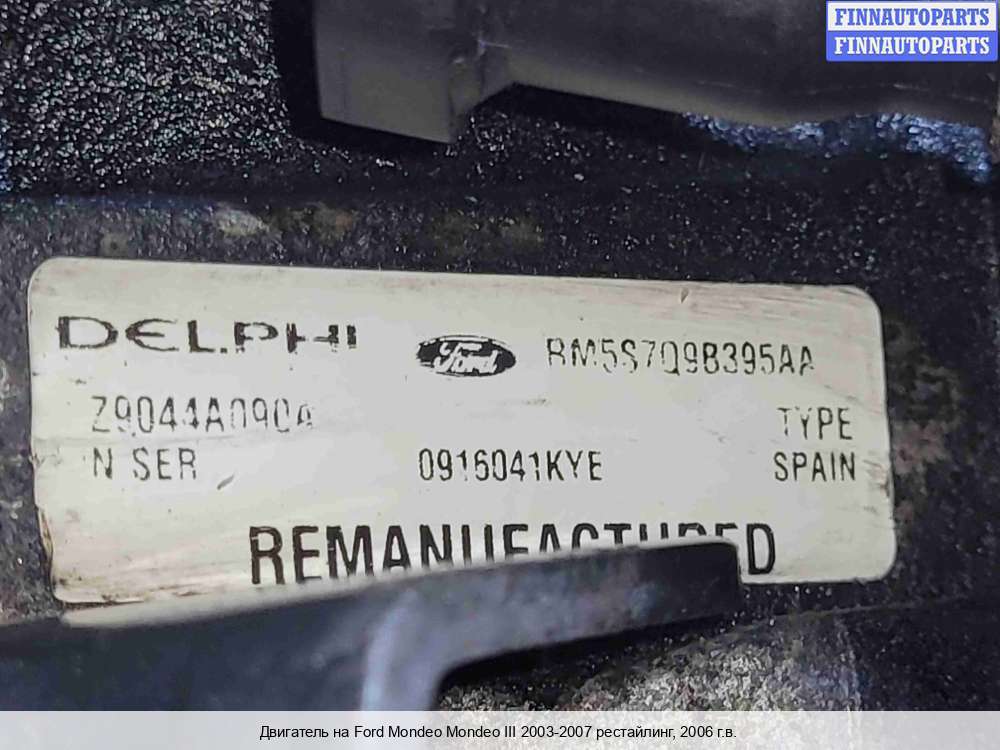 FINNAUTOPARTS
FINNAUTOPARTS
DELPHI Ford RM5S7Q9B395AA
Z9044A090A TYPE
N SER 0916041KYE SPAIN
REMANUFACTURED
Двигатель на Ford Mondeo Mondeo III 2003-2007 рестайлинг, 2006 г.в.